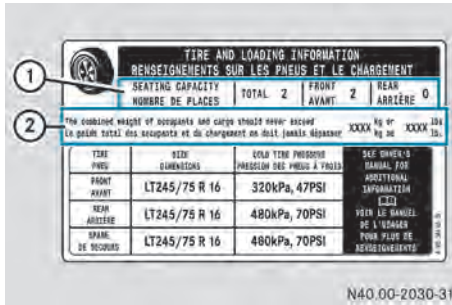 TIRE AND LOADING INFORMATION
RENSEIGNEMENTS SUR LES PNEUS ET LE CHARGEMENT
1
SEATING CAPACITY TOTAL 2 FRONT 2 REAR 0
NOMBRE DE PLACES AVANT ARRIÈRE
2
The combined weight of occupants and cargo should never exceed XXXX kg or XXXX lbs
Le poids total des occupants et du chargement ne doit jamais dépasser kg ou lb.
TIRE SIZE COLD TIRE PRESSURE SEE OWNER'S
PNEU DIMENSIONS PRESSION DES PNEUS À FROID MANUAL FOR
ADDITIONAL
INFORMATION
FRONT LT245/75 R 16 320kPa, 47PSI
AVANT
REAR LT245/75 R 16 480kPa, 70PSI
ARRIÈRE
SPARE LT245/75 R 16 480kPa, 70PSI
DE SECOURS
VOIR LE MANUEL
DE L'USAGER
POUR PLUS DE
RENSEIGNEMENTS
N40.00-2030-31